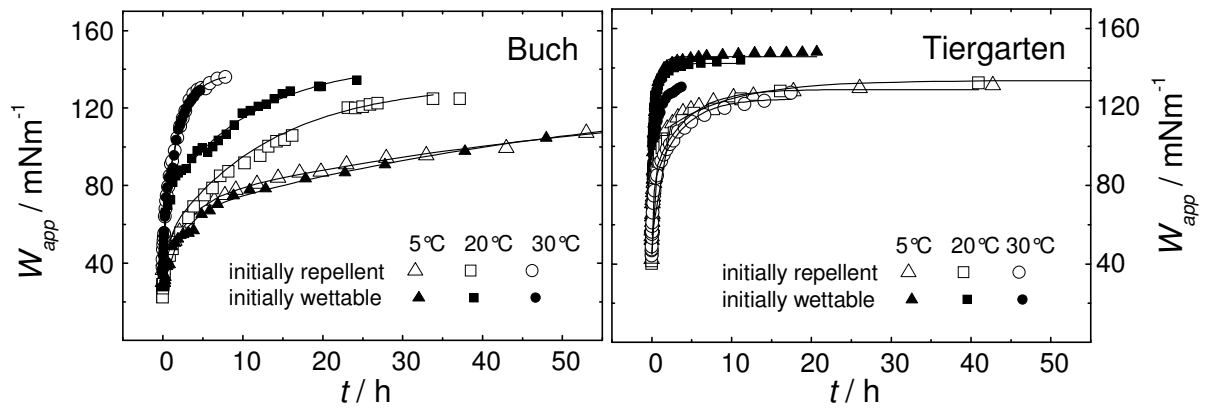 Buch
160
120
80
40
W_app / mNm⁻¹
5°C 20°C 30°C
initially repellent
initially wettable
0 10 20 30 40 50
t / h
Tiergarten
160
120
80
40
W_app / mNm⁻¹
5°C 20°C 30°C
initially repellent
initially wettable
0 10 20 30 40 50
t / h